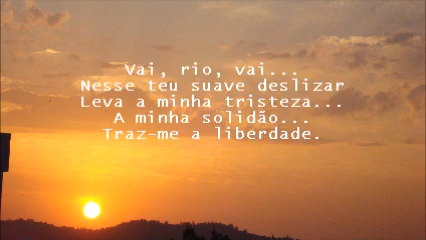 Vai, rio, vai...
Nesse teu suave deslizar
Leva a minha tristeza...
A minha solidão...
Traz-me a liberdade.